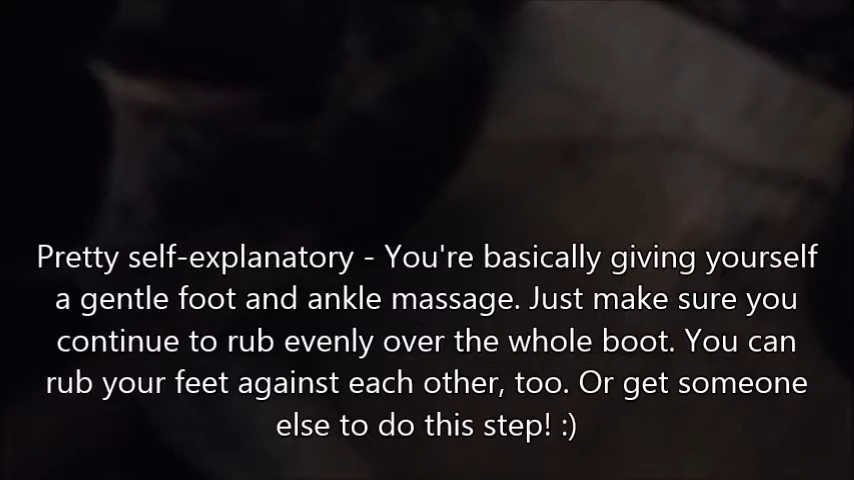 Pretty self-explanatory - You're basically giving yourself
a gentle foot and ankle massage. Just make sure you
continue to rub evenly over the whole boot. You can
rub your feet against each other, too. Or get someone
else to do this step! :)